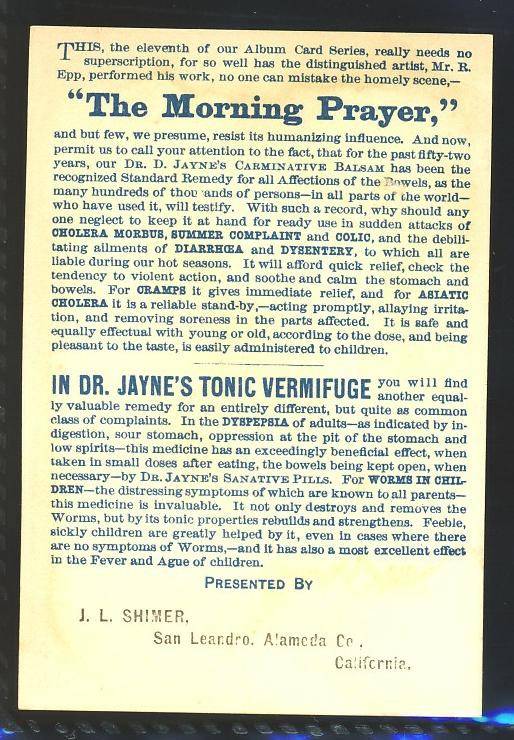 THIS, the eleventh of our Album Card Series, really needs no
superscription, for so well has the distinguished artist, Mr. R.
Epp, performed his work, no one can mistake the homely scene,—
“The Morning Prayer,”
and but few, we presume, resist its humanizing influence. And now,
permit us to call your attention to the fact, that for the past fifty-two
years, our DR. D. JAYNE'S CARMINATIVE BALSAM has been the
recognized Standard Remedy for all Affections of the Bowels, as the
many hundreds of thou ands of persons—in all parts of the world—
who have used it, will testify. With such a record, why should any
one neglect to keep it at hand for ready use in sudden attacks of
CHOLERA MORBUS, SUMMER COMPLAINT and COLIC, and the debili-
tating ailments of DIARRHŒA and DYSENTERY, to which all are
liable during our hot seasons. It will afford quick relief, check the
tendency to violent action, and soothe and calm the stomach and
bowels. For CRAMPS it gives immediate relief, and for ASIATIC
CHOLERA it is a reliable stand-by,—acting promptly, allaying irrita-
tion, and removing soreness in the parts affected. It is safe and
equally effectual with young or old, according to the dose, and being
pleasant to the taste, is easily administered to children.
IN DR. JAYNE'S TONIC VERMIFUGE you will find
another equal-
ly valuable remedy for an entirely different, but quite as common
class of complaints. In the DYSPEPSIA of adults—as indicated by in-
digestion, sour stomach, oppression at the pit of the stomach and
low spirits—this medicine has an exceedingly beneficial effect, when
taken in small doses after eating, the bowels being kept open, when
necessary—by DR. JAYNE'S SANATIVE PILLS. For WORMS IN CHIL-
DREN—the distressing symptoms of which are known to all parents—
this medicine is invaluable. It not only destroys and removes the
Worms, but by its tonic properties rebuilds and strengthens. Feeble,
sickly children are greatly helped by it, even in cases where there
are no symptoms of Worms,—and it has also a most excellent effect
in the Fever and Ague of children.
PRESENTED BY
J. L. SHIMER,
San Leandro. Alameda Co.,
California.